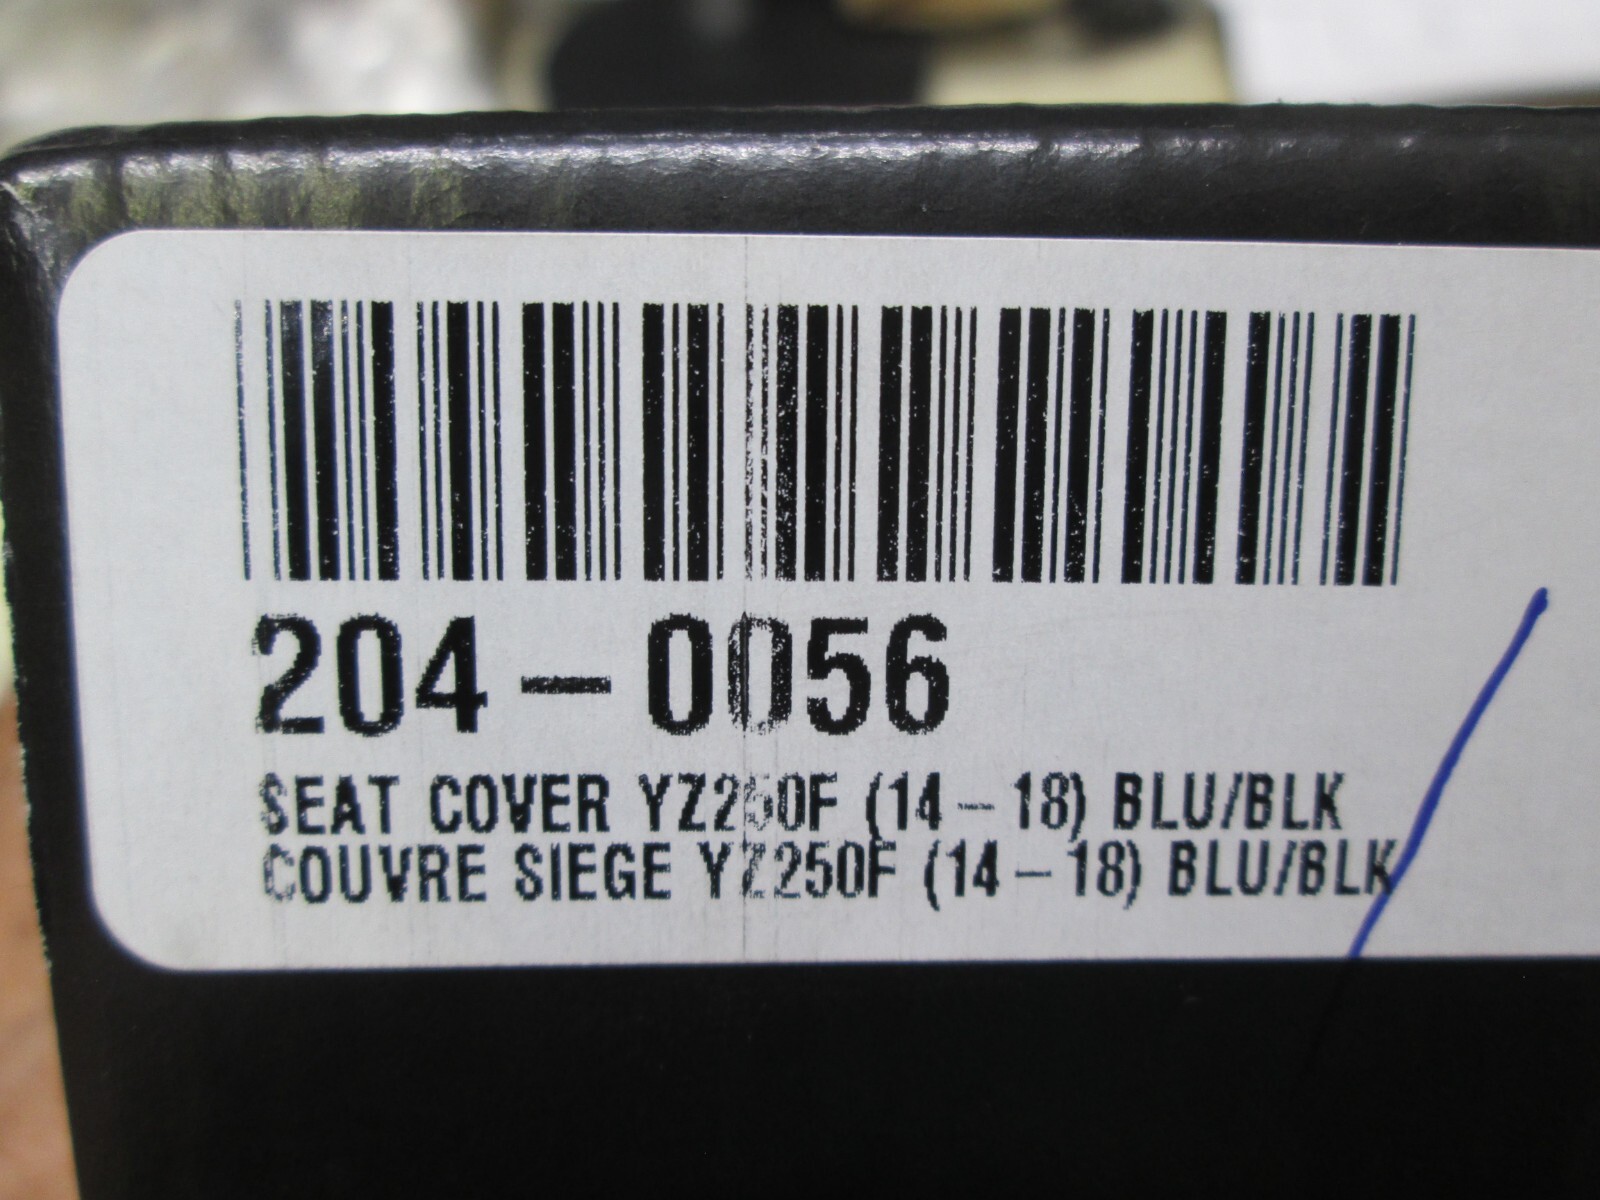 204-0056
SEAT COVER YZ250F (14-18) BLU/BLK
COUVRE SIEGE YZ250F (14-18) BLU/BLK